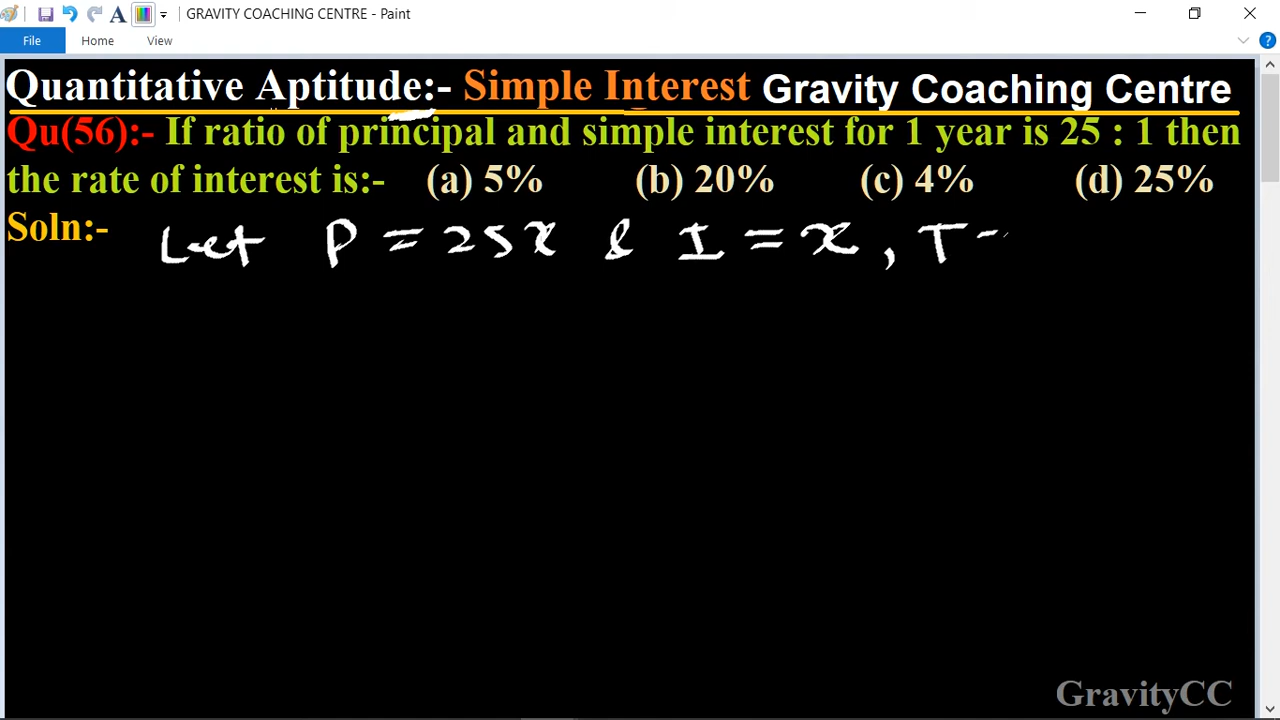 GRAVITY COACHING CENTRE - Paint
File Home View
Quantitative Aptitude:- Simple Interest Gravity Coaching Centre
Qu(56):- If ratio of principal and simple interest for 1 year is 25 : 1 then
the rate of interest is:- (a) 5% (b) 20% (c) 4% (d) 25%
Soln:- Let P = 25x & I = x, T -
GravityCC